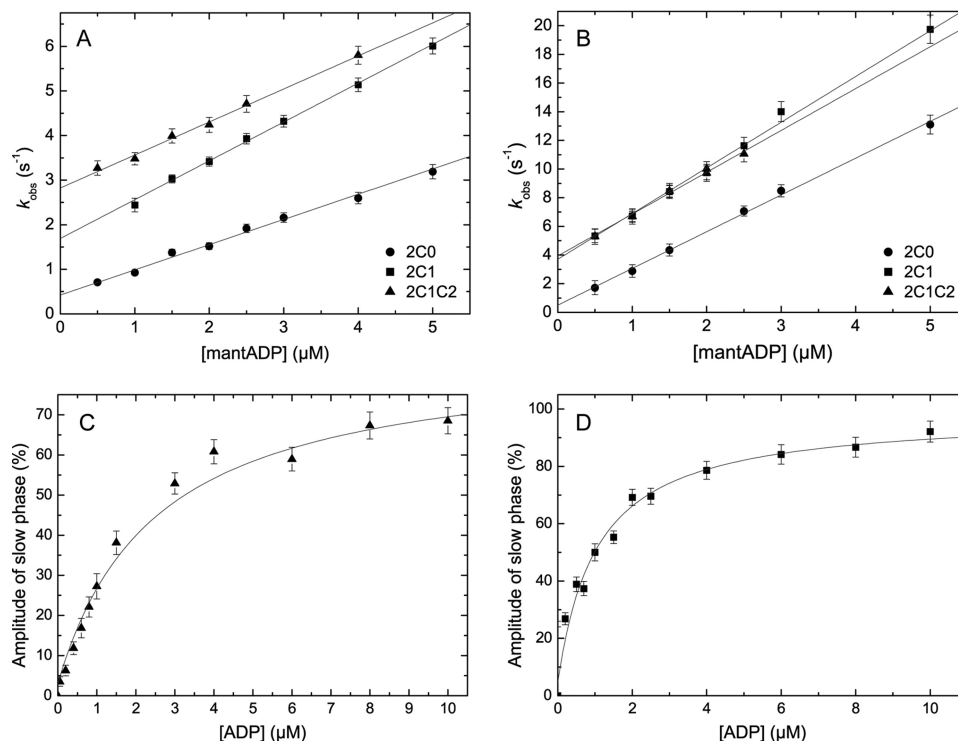 A
6
5
4
3
2
1
0
k_obs (s⁻¹)
2C0
2C1
2C1C2
0 1 2 3 4 5
[mantADP] (µM)
B
20
18
16
14
12
10
8
6
4
2
0
k_obs (s⁻¹)
2C0
2C1
2C1C2
0 1 2 3 4 5
[mantADP] (µM)
C
70
60
50
40
30
20
10
0
Amplitude of slow phase (%)
0 1 2 3 4 5 6 7 8 9 10
[ADP] (µM)
D
100
80
60
40
20
0
Amplitude of slow phase (%)
0 2 4 6 8 10
[ADP] (µM)